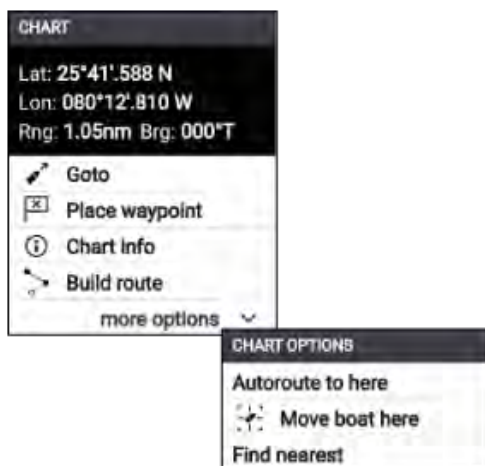 CHART
Lat: 25°41'.588 N
Lon: 080°12'.810 W
Rng: 1.05nm Brg: 000°T
Goto
Place waypoint
Chart info
Build route
more options
CHART OPTIONS
Autoroute to here
Move boat here
Find nearest